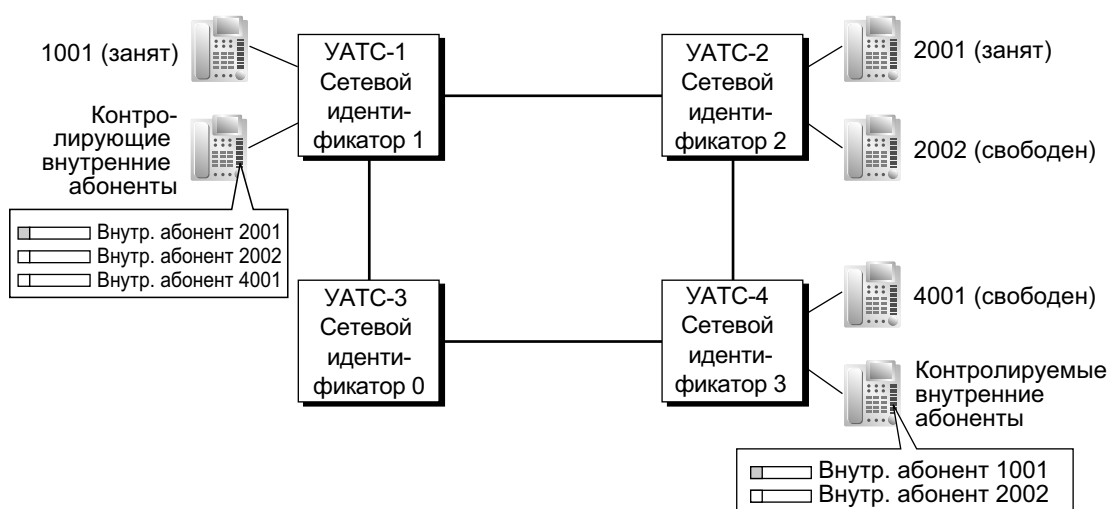 1001 (занят)
УАТС-1
Сетевой
иденти-
фикатор 1
УАТС-2
Сетевой
иденти-
фикатор 2
2001 (занят)
2002 (свободен)
Контро-
лирующие
внутренние
абоненты
Внутр. абонент 2001
Внутр. абонент 2002
Внутр. абонент 4001
УАТС-3
Сетевой
иденти-
фикатор 0
УАТС-4
Сетевой
иденти-
фикатор 3
4001 (свободен)
Контролируемые
внутренние
абоненты
Внутр. абонент 1001
Внутр. абонент 2002